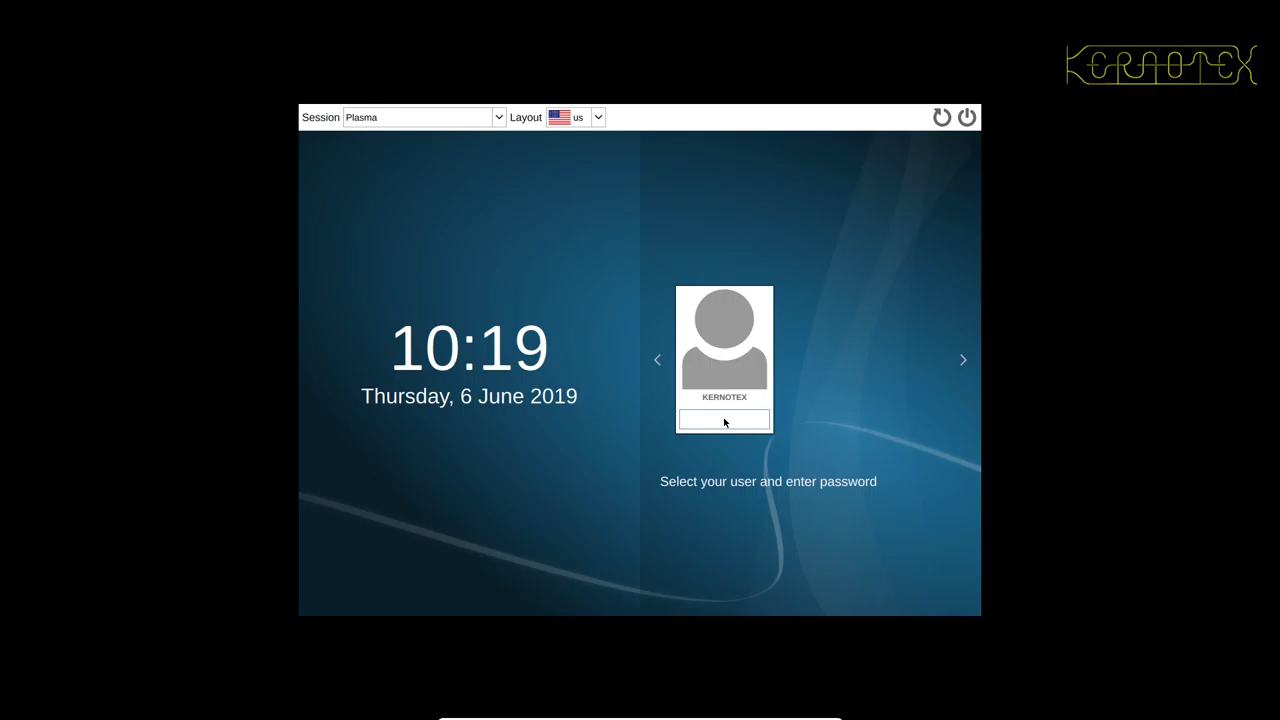 KERNOTEX
Session Plasma Layout us
10:19
Thursday, 6 June 2019
KERNOTEX
Select your user and enter password